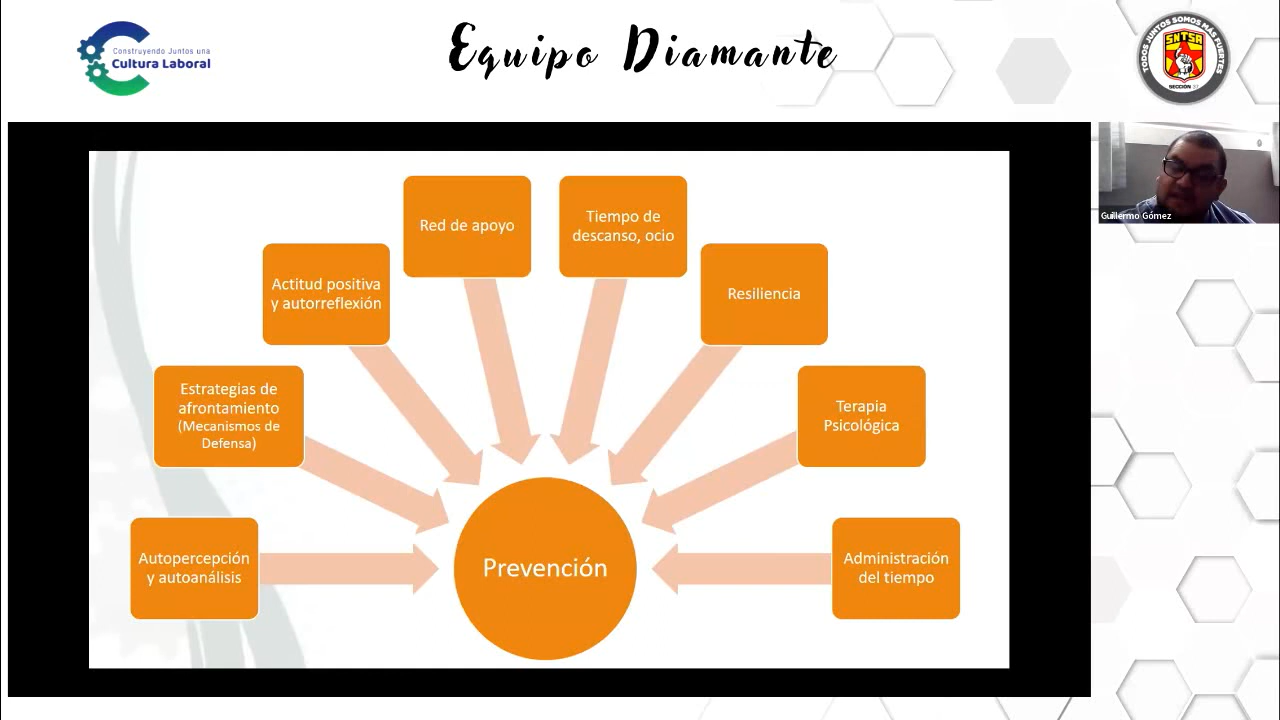 Construyendo Juntos una
Cultura Laboral
Equipo Diamante
TODOS JUNTOS SOMOS MÁS FUERTES
SNTSA
SECCIÓN 37
Guillermo Gómez
Red de apoyo
Tiempo de
descanso, ocio
Actitud positiva
y autorreflexión
Resiliencia
Estrategias de
afrontamiento
(Mecanismos de
Defensa)
Terapia
Psicológica
Autopercepción
y autoanálisis
Prevención
Administración
del tiempo